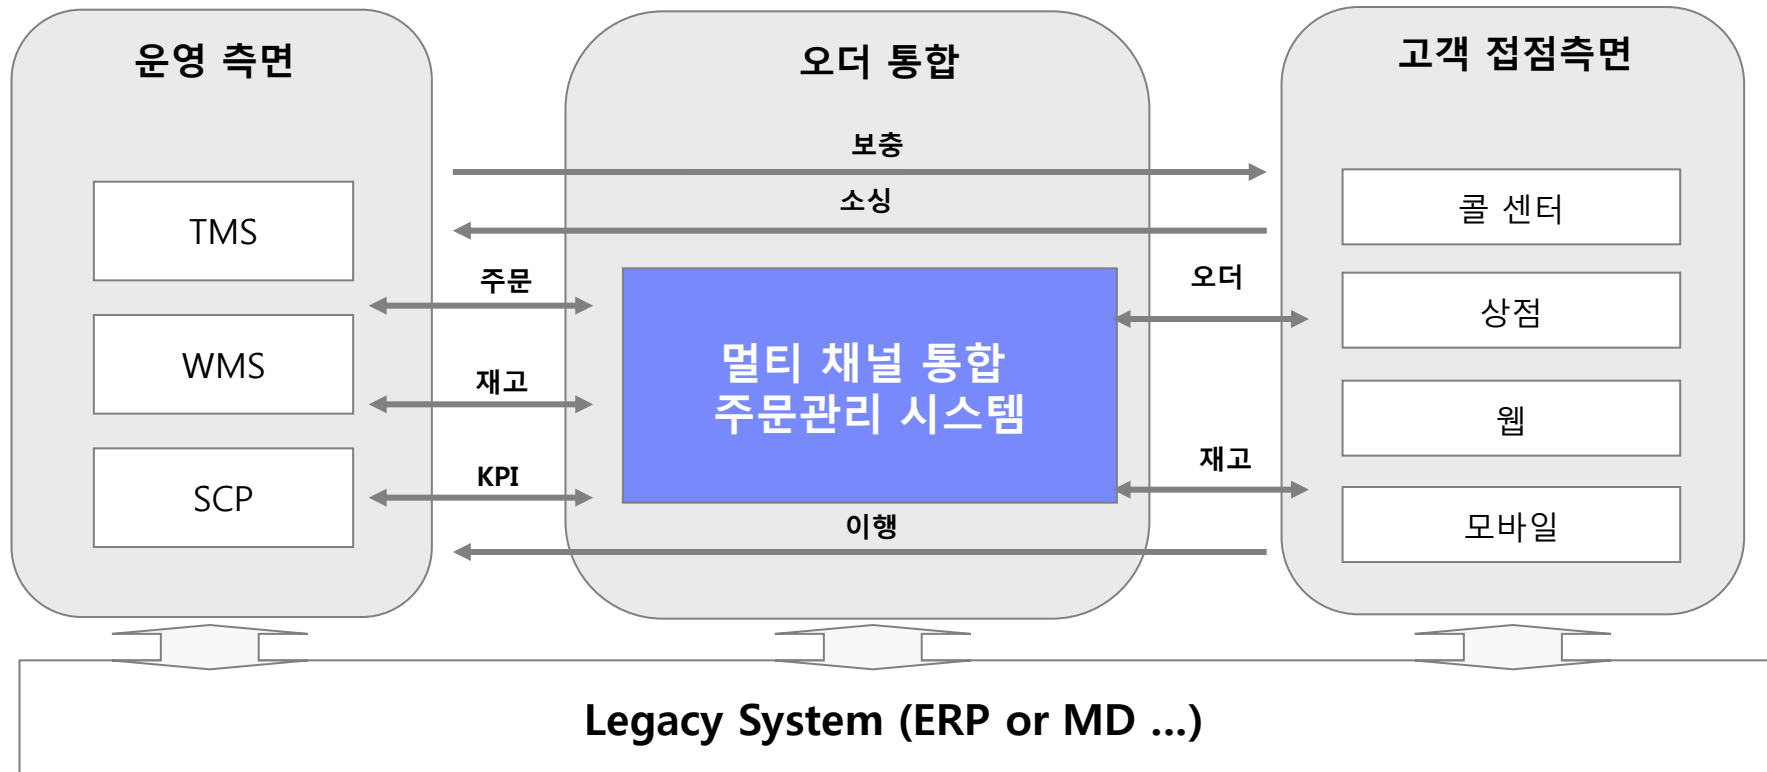 운영 측면
오더 통합
고객 접점측면
보충
소싱
TMS
콜 센터
주문
오더
상점
WMS
멀티 채널 통합
주문관리 시스템
재고
웹
재고
KPI
SCP
이행
모바일
Legacy System (ERP or MD ...)